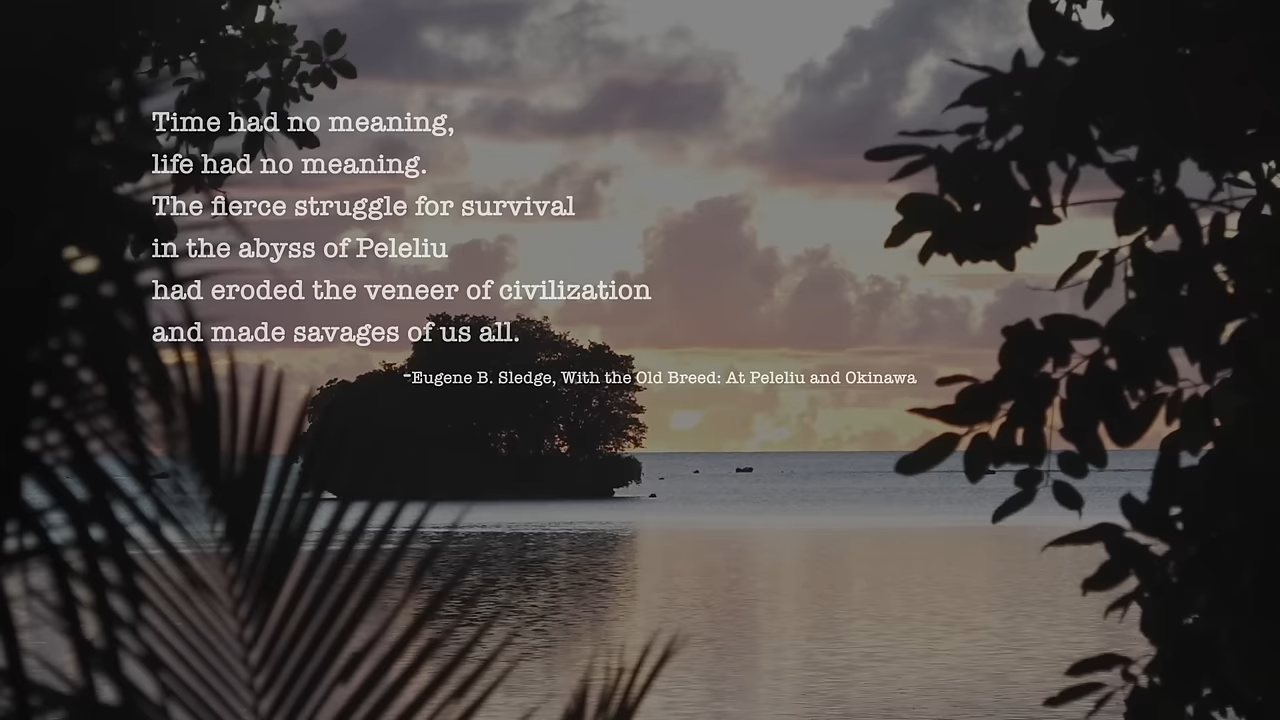 Time had no meaning,
life had no meaning.
The fierce struggle for survival
in the abyss of Peleliu
had eroded the veneer of civilization
and made savages of us all.
-Eugene B. Sledge, With the Old Breed: At Peleliu and Okinawa